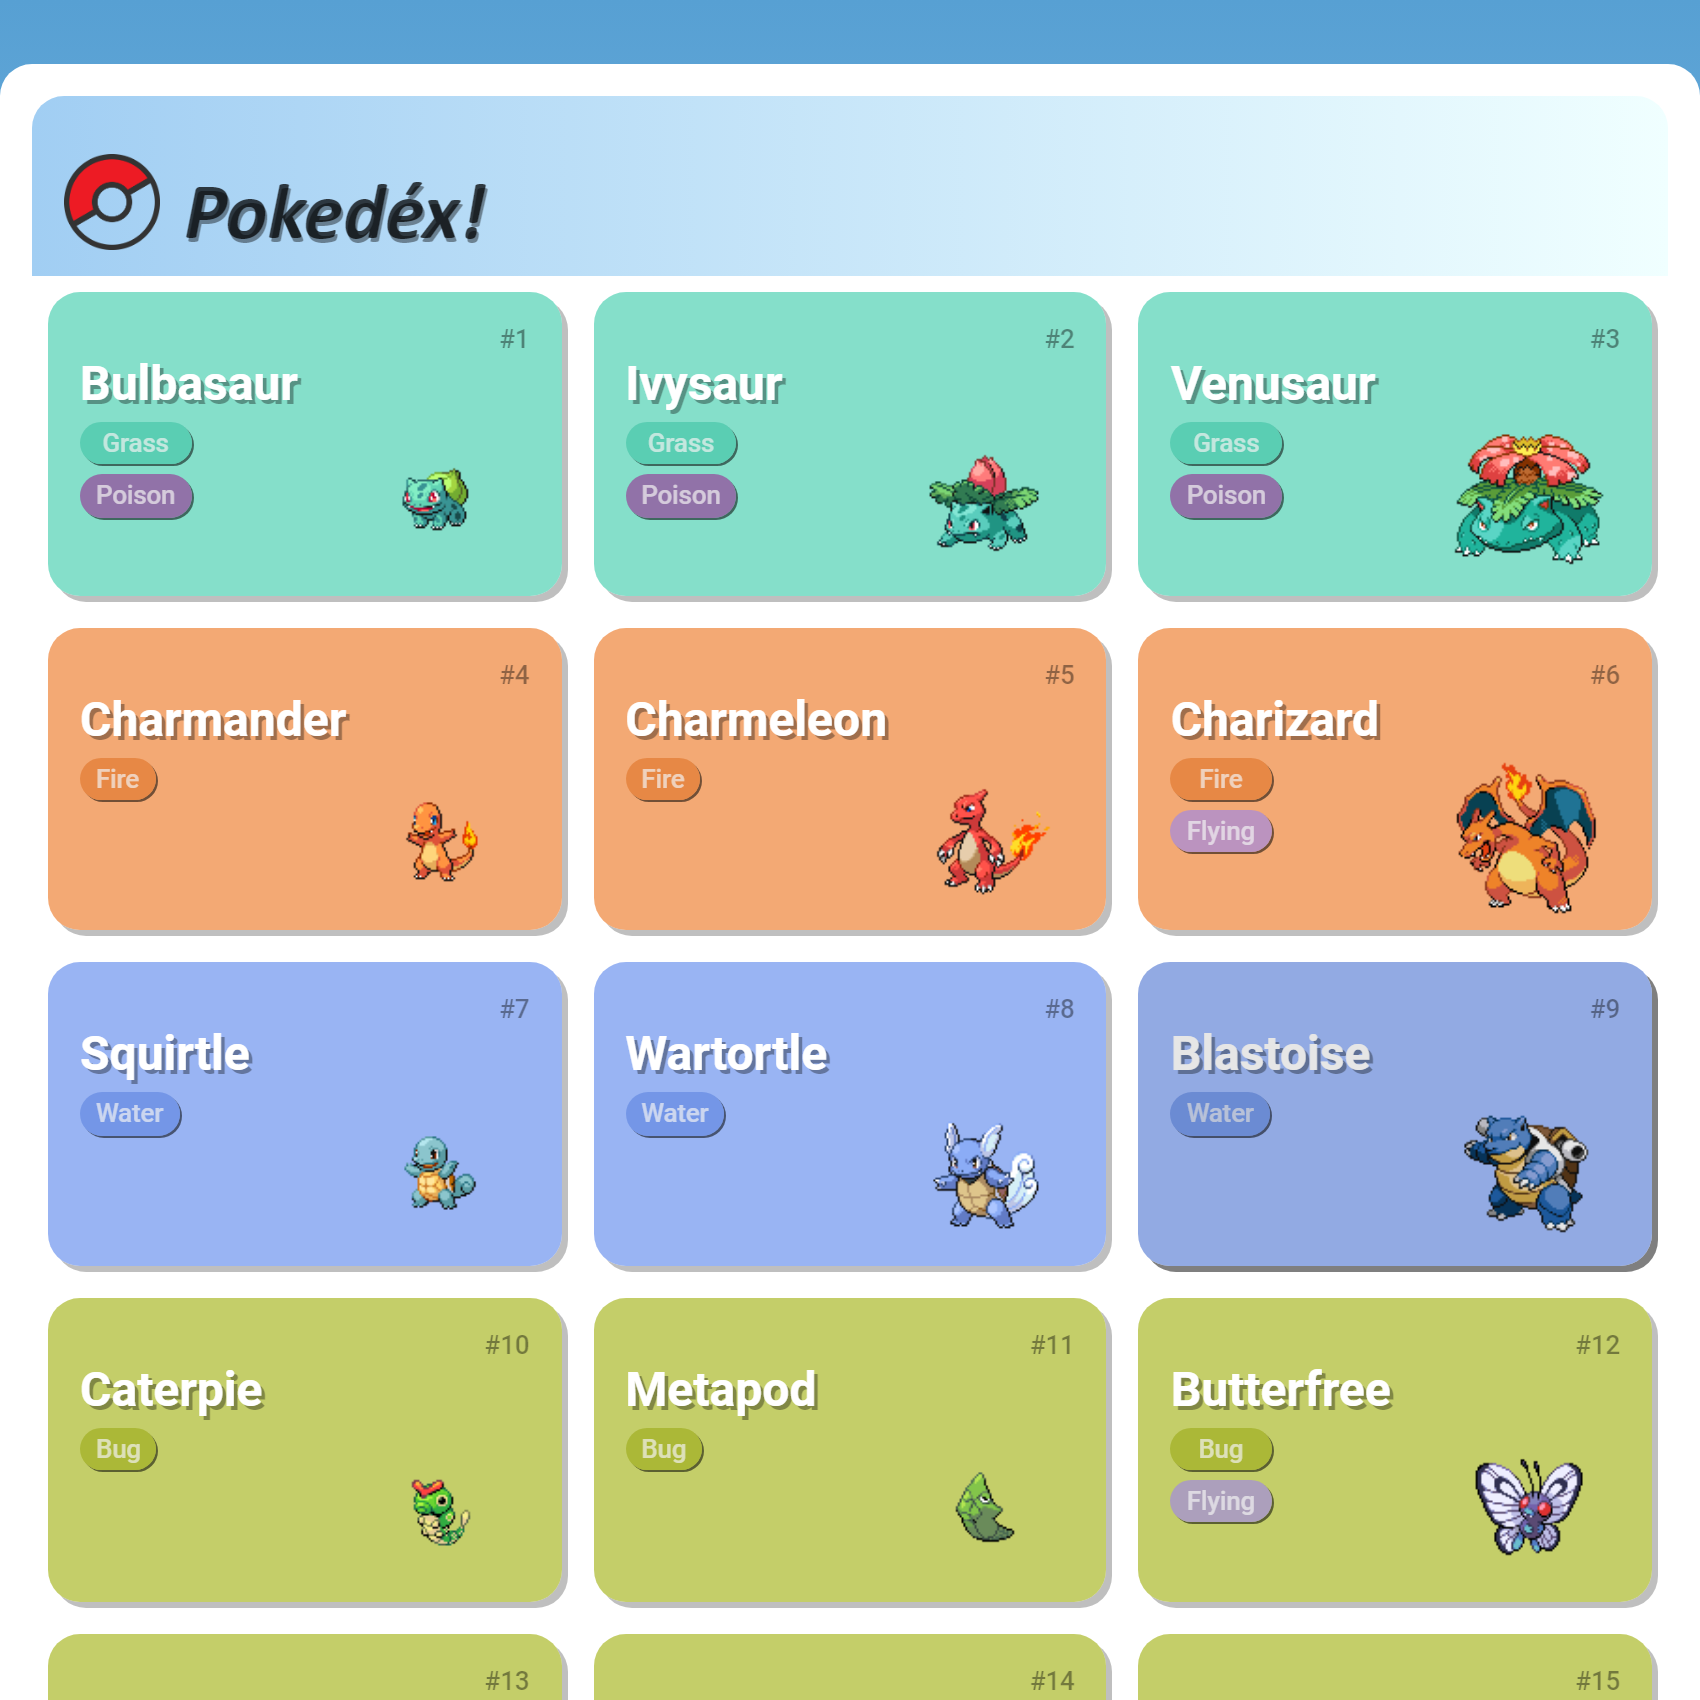 Pokedéx!
#1
Bulbasaur
Grass
Poison
#2
Ivysaur
Grass
Poison
#3
Venusaur
Grass
Poison
#4
Charmander
Fire
#5
Charmeleon
Fire
#6
Charizard
Fire
Flying
#7
Squirtle
Water
#8
Wartortle
Water
#9
Blastoise
Water
#10
Caterpie
Bug
#11
Metapod
Bug
#12
Butterfree
Bug
Flying
#13
#14
#15